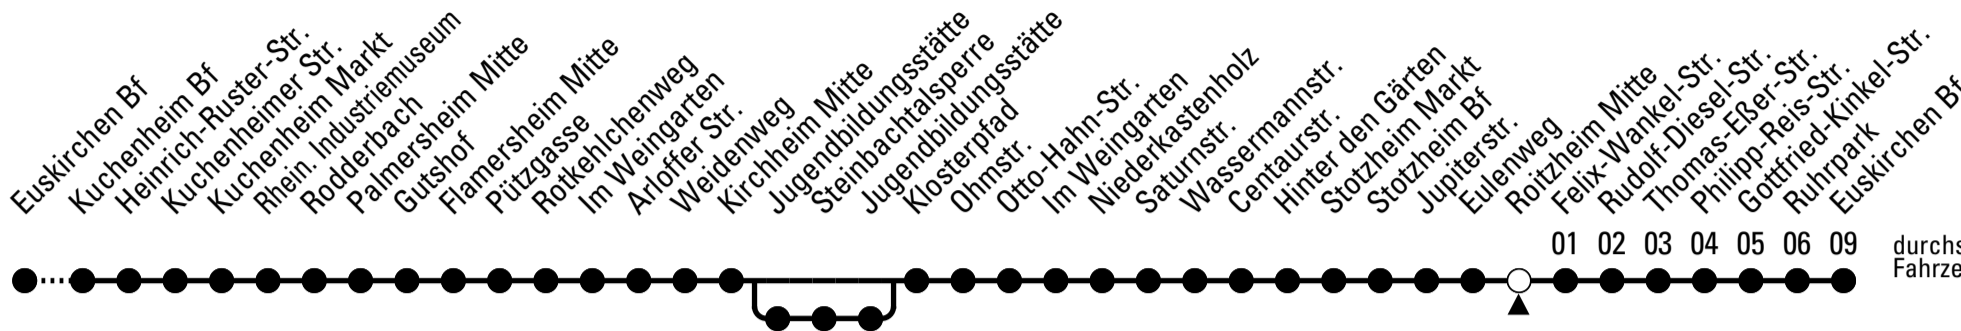 Euskirchen Bf
Kuchenheim Bf
Heinrich-Ruster-Str.
Kuchenheimer Str.
Kuchenheim Markt
Rhein. Industriemuseum
Rodderbach
Palmersheim Mitte
Gutshof
Flamersheim Mitte
Pützgasse
Rotkehlchenweg
Im Weingarten
Arloffer Str.
Weidenweg
Kirchheim Mitte
Jugendbildungsstätte
Steinbachtalsperre
Jugendbildungsstätte
Klosterpfad
Ohmstr.
Otto-Hahn-Str.
Im Weingarten
Niederkastenholz
Saturnstr.
Wassermannstr.
Centaurstr.
Hinter den Gärten
Stotzheim Markt
Stotzheim Bf
Jupiterstr.
Eulenweg
Roitzheim Mitte
Felix-Wankel-Str.
Rudolf-Diesel-Str.
Thomas-Eßer-Str.
Philipp-Reis-Str.
Gottfried-Kinkel-Str.
Ruhrpark
Euskirchen Bf
01 02 03 04 05 06 09
durchs
Fahrze